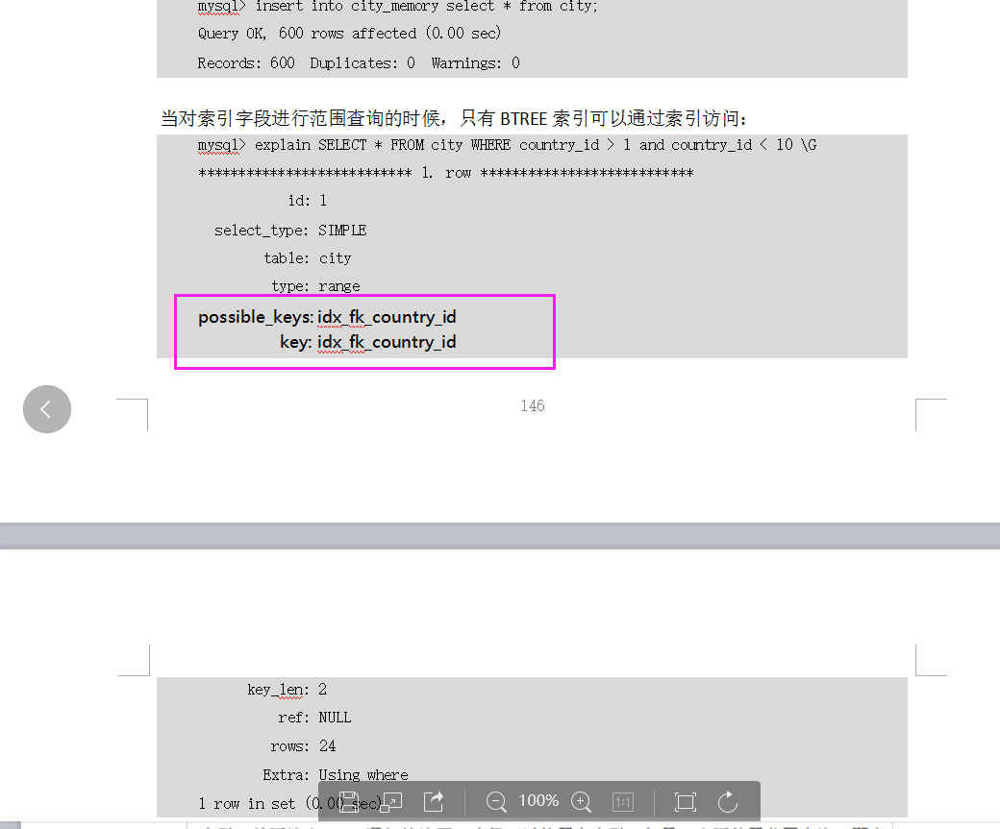 mysql> insert into city_memory select * from city;
Query OK, 600 rows affected (0.00 sec)
Records: 600 Duplicates: 0 Warnings: 0
当对索引字段进行范围查询的时候，只有 BTREE 索引可以通过索引访问：
mysql> explain SELECT * FROM city WHERE country_id > 1 and country_id < 10 \G
*************************** 1. row ***************************
id: 1
select_type: SIMPLE
table: city
type: range
possible_keys: idx_fk_country_id
key: idx_fk_country_id
146
key_len: 2
ref: NULL
rows: 24
Extra: Using where
1 row in set (0.00 sec)
100%
1:1